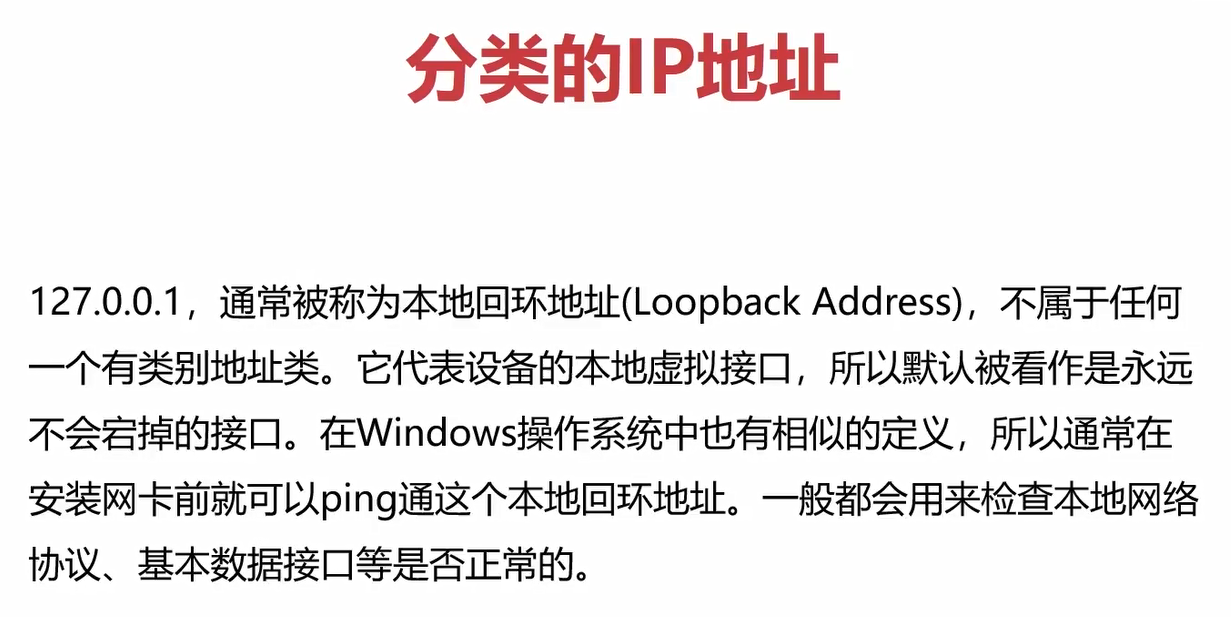 分类的IP地址
127.0.0.1，通常被称为本地回环地址(Loopback Address)，不属于任何
一个有类别地址类。它代表设备的本地虚拟接口，所以默认被看作是永远
不会宕掉的接口。在Windows操作系统中也有相似的定义，所以通常在
安装网卡前就可以ping通这个本地回环地址。一般都会用来检查本地网络
协议、基本数据接口等是否正常的。